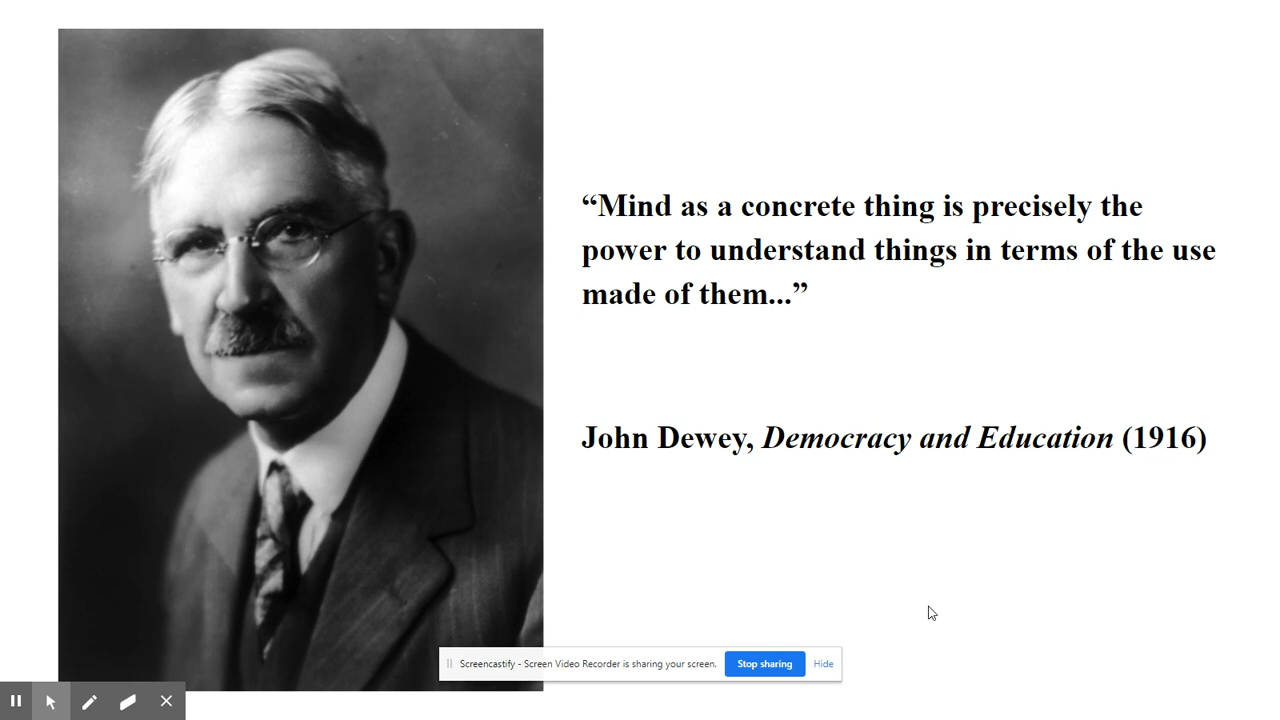 “Mind as a concrete thing is precisely the
power to understand things in terms of the use
made of them...”
John Dewey, Democracy and Education (1916)
Screencastify - Screen Video Recorder is sharing your screen. Stop sharing Hide